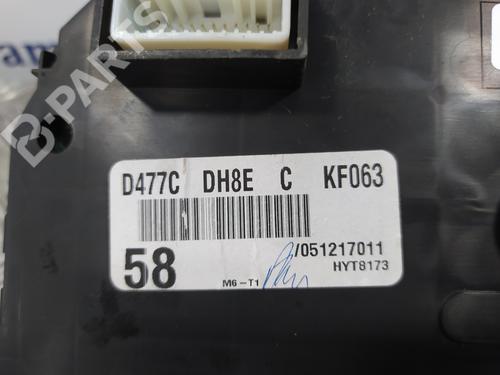 D477C DH8E C KF063
58
/051217011
M6-T1
HYT8173
B-PARTS